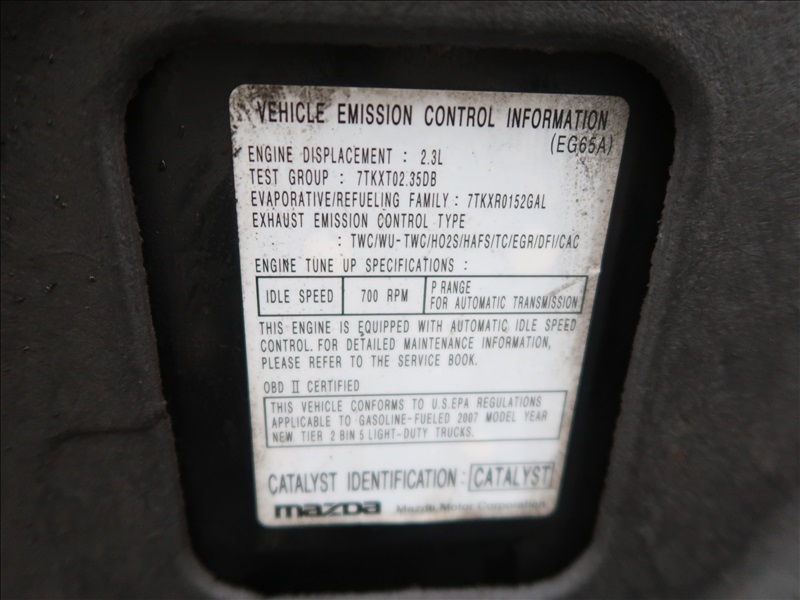 VEHICLE EMISSION CONTROL INFORMATION
(EG65A)
ENGINE DISPLACEMENT : 2.3L
TEST GROUP : 7TKXT02.35DB
EVAPORATIVE/REFUELING FAMILY : 7TKXR0152GAL
EXHAUST EMISSION CONTROL TYPE
: TWC/WU-TWC/HO2S/HAFS/TC/EGR/DFI/CAC
ENGINE TUNE UP SPECIFICATIONS :
IDLE SPEED 700 RPM P RANGE
FOR AUTOMATIC TRANSMISSION
THIS ENGINE IS EQUIPPED WITH AUTOMATIC IDLE SPEED
CONTROL. FOR DETAILED MAINTENANCE INFORMATION,
PLEASE REFER TO THE SERVICE BOOK.
OBD II CERTIFIED
THIS VEHICLE CONFORMS TO U.S.EPA REGULATIONS
APPLICABLE TO GASOLINE-FUELED 2007 MODEL YEAR
NEW TIER 2 BIN 5 LIGHT-DUTY TRUCKS.
CATALYST IDENTIFICATION : CATALYST
mazda Mazda Motor Corporation